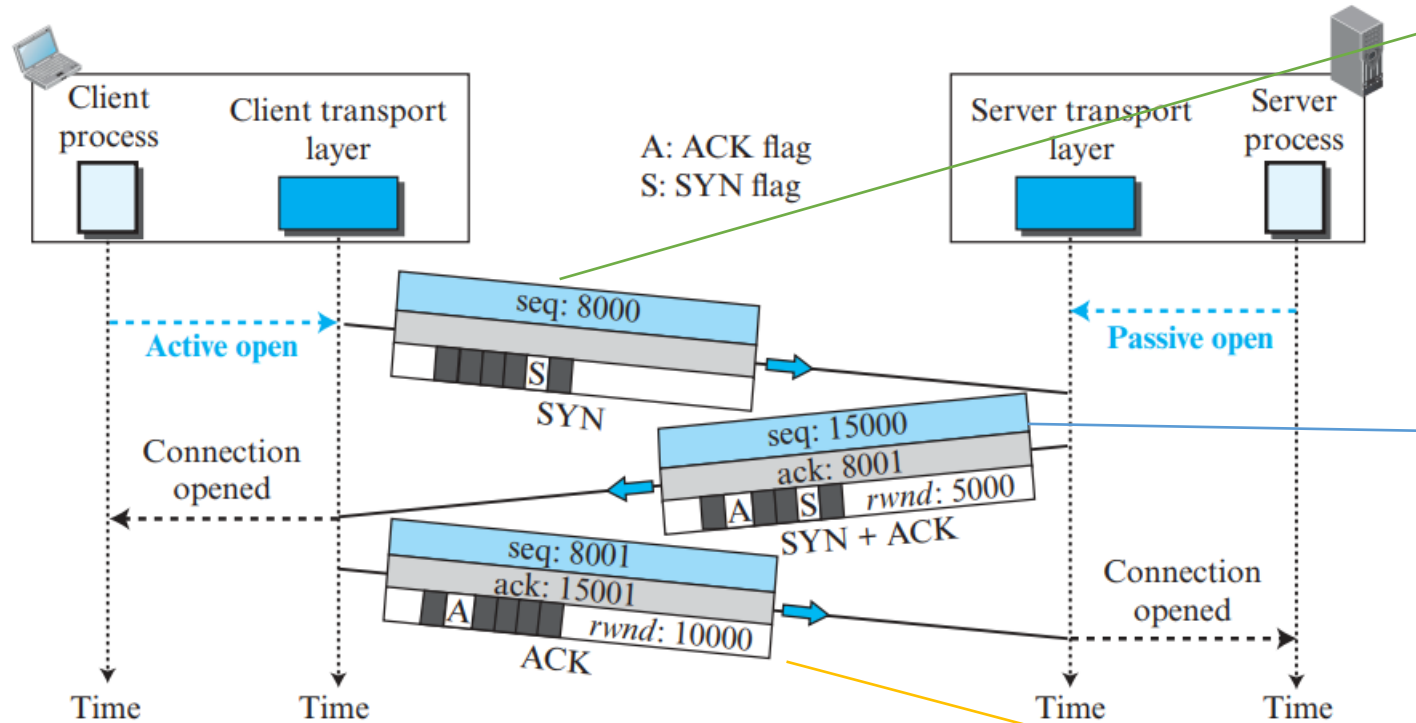 Client
process
Client transport
layer
A: ACK flag
S: SYN flag
Server transport
layer
Server
process
seq: 8000
S
SYN
Active open
Passive open
seq: 15000
ack: 8001
A S rwnd: 5000
SYN + ACK
Connection
opened
seq: 8001
ack: 15001
A rwnd: 10000
ACK
Connection
opened
Time
Time
Time
Time